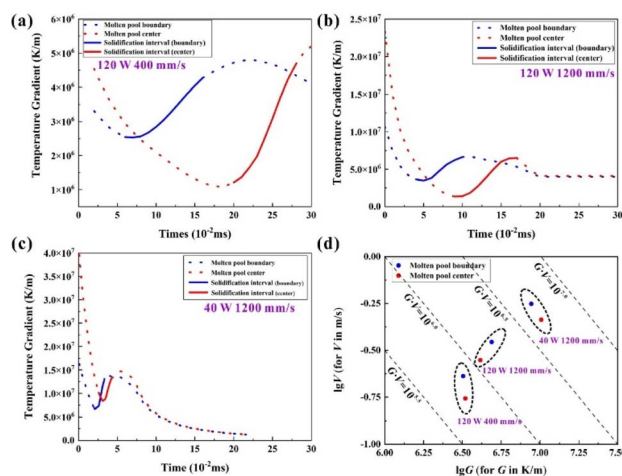 (a)
Molten pool boundary
Molten pool center
Solidification interval (boundary)
Solidification interval (center)
120 W 400 mm/s
Temperature Gradient (K/m)
6×10⁶
5×10⁶
4×10⁶
3×10⁶
2×10⁶
1×10⁶
0 5 10 15 20 25 30
Times (10⁻²ms)
(b)
Molten pool boundary
Molten pool center
Solidification interval (boundary)
Solidification interval (center)
120 W 1200 mm/s
Temperature Gradient (K/m)
2.5×10⁷
2.0×10⁷
1.5×10⁷
1.0×10⁷
5.0×10⁶
0.0
0 5 10 15 20 25 30
Time (10⁻²ms)
(c)
Molten pool boundary
Molten pool center
Solidification interval (boundary)
Solidification interval (center)
40 W 1200 mm/s
Temperature Gradient (K/m)
4.0×10⁷
3.5×10⁷
3.0×10⁷
2.5×10⁷
2.0×10⁷
1.5×10⁷
1.0×10⁷
5.0×10⁶
0.0
0 5 10 15 20 25 30
Time (10⁻²ms)
(d)
Molten pool boundary
Molten pool center
40 W 1200 mm/s
120 W 1200 mm/s
120 W 400 mm/s
lgV (for V in m/s)
0.00
-0.25
-0.50
-0.75
-1.00
6.00 6.25 6.50 6.75 7.00 7.25 7.50
lgG (for G in K/m)